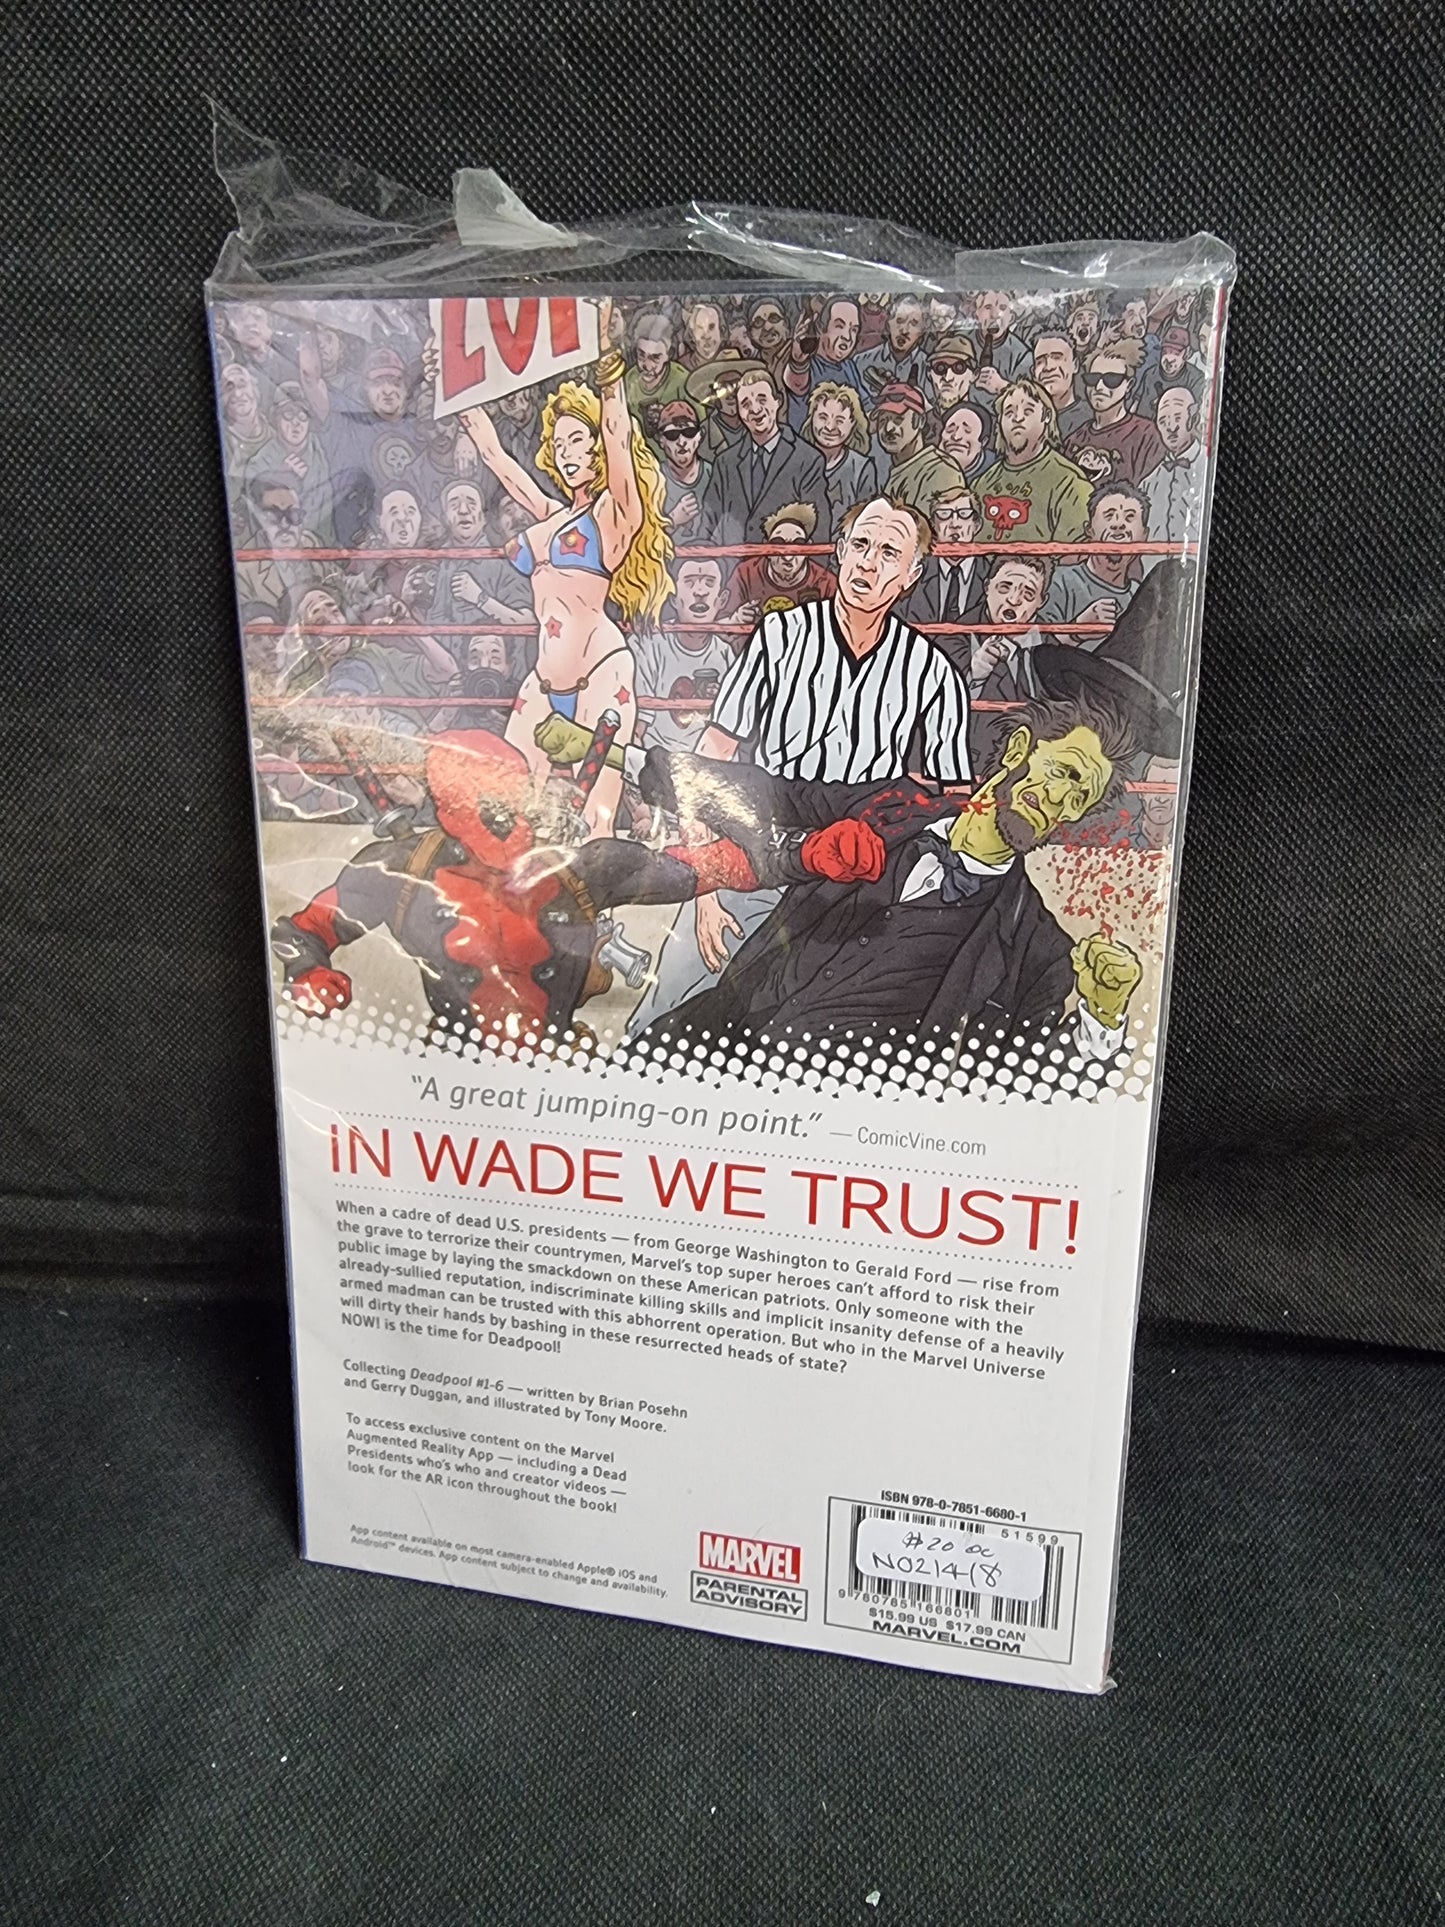 "A great jumping-on point." — ComicVine.com
IN WADE WE TRUST!
When a cadre of dead U.S. presidents — from George Washington to Gerald Ford — rise from
the grave to terrorize their countrymen, Marvel's top super heroes can't afford to risk their
public image by laying the smackdown on these American patriots. Only someone with the
already-sullied reputation, indiscriminate killing skills and implicit insanity defense of a heavily
armed madman can be trusted with this abhorrent operation. But who in the Marvel Universe
will dirty their hands by bashing in these resurrected heads of state?
NOW! is the time for Deadpool!
Collecting Deadpool #1-6 — written by Brian Posehn
and Gerry Duggan, and illustrated by Tony Moore.
To access exclusive content on the Marvel
Augmented Reality App — including a Dead
Presidents who's who and creator videos —
look for the AR icon throughout the book!
App content available on most camera-enabled Apple® iOS and
Android™ devices. App content subject to change and availability.
MARVEL
PARENTAL
ADVISORY
ISBN 978-0-7851-6680-1
51599
$20
N021418
9 780785 166801
$15.99 US $17.99 CAN
MARVEL.COM